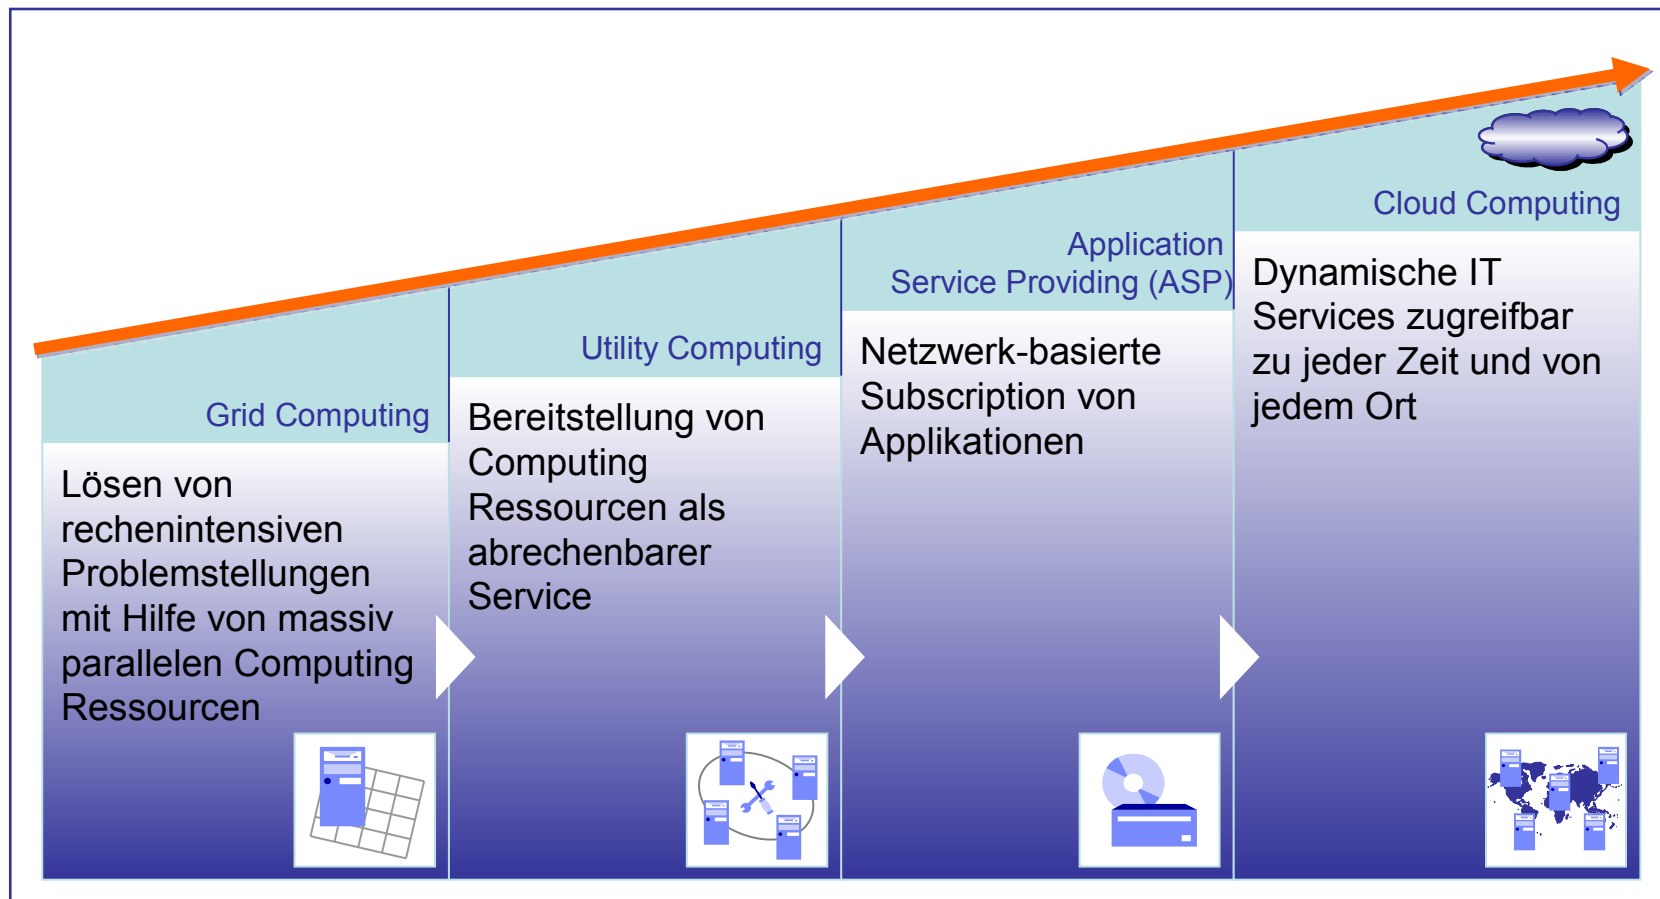 Grid Computing
Lösen von
rechenintensiven
Problemstellungen
mit Hilfe von massiv
parallelen Computing
Ressourcen
Utility Computing
Bereitstellung von
Computing
Ressourcen als
abrechenbarer
Service
Application
Service Providing (ASP)
Netzwerk-basierte
Subscription von
Applikationen
Cloud Computing
Dynamische IT
Services zugreifbar
zu jeder Zeit und von
jedem Ort